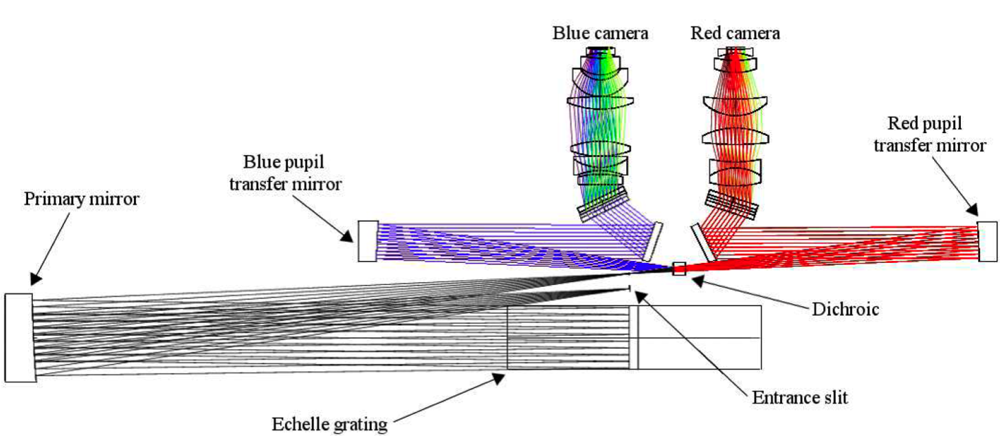 Blue camera
Red camera
Red pupil
transfer mirror
Blue pupil
transfer mirror
Primary mirror
Dichroic
Entrance slit
Echelle grating